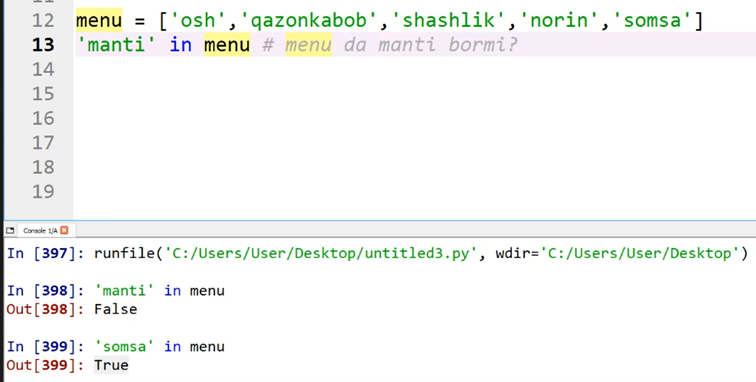 12 menu = ['osh','qazonkabob','shashlik','norin','somsa']
13 'manti' in menu # menu da manti bormi?
14
15
16
17
18
19
Console 1/A
In [397]: runfile('C:/Users/User/Desktop/untitled3.py', wdir='C:/Users/User/Desktop')
In [398]: 'manti' in menu
Out[398]: False
In [399]: 'somsa' in menu
Out[399]: True